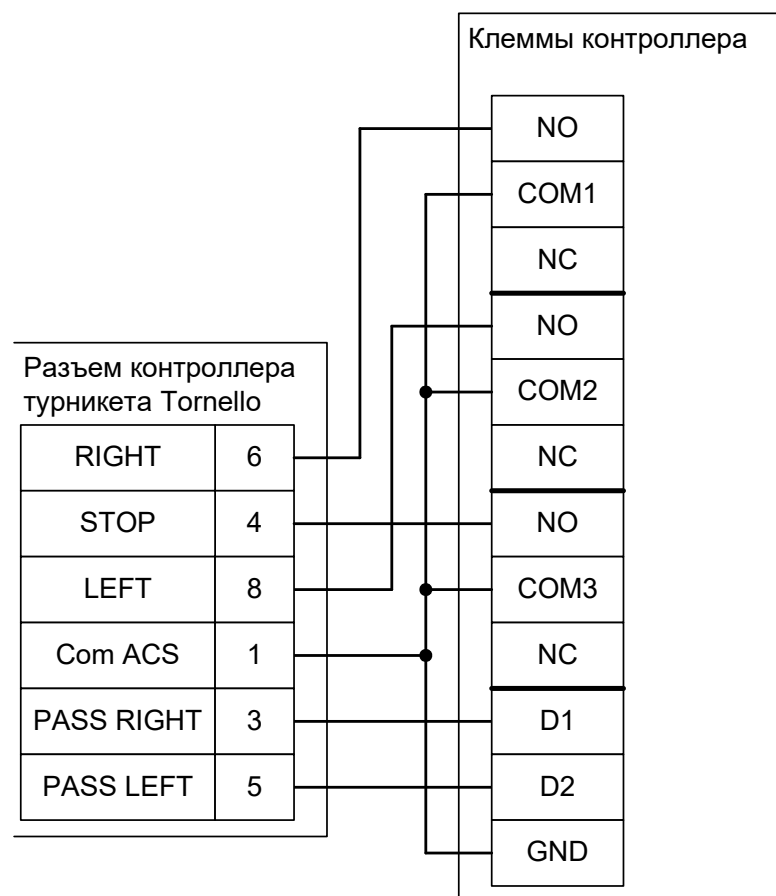 Клеммы контроллера
NO
COM1
NC
NO
COM2
NC
NO
COM3
NC
D1
D2
GND
Разъем контроллера
турникета Tornello
RIGHT 6
STOP 4
LEFT 8
Com ACS 1
PASS RIGHT 3
PASS LEFT 5